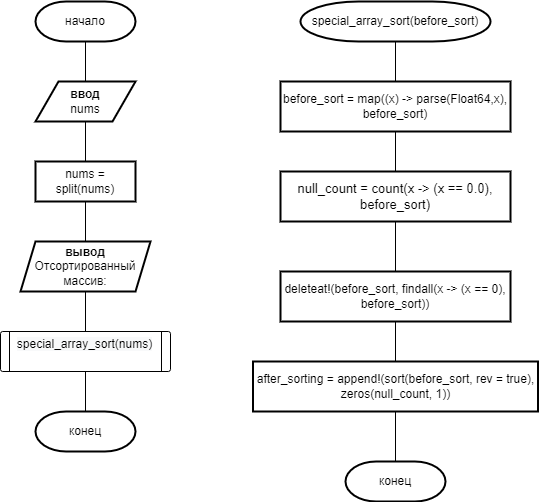 начало
ввод
nums
nums =
split(nums)
вывод
Отсортированный
массив:
special_array_sort(nums)
конец
special_array_sort(before_sort)
before_sort = map((x) -> parse(Float64,x),
before_sort)
null_count = count(x -> (x == 0.0),
before_sort)
deleteat!(before_sort, findall(x -> (x == 0),
before_sort))
after_sorting = append!(sort(before_sort, rev = true),
zeros(null_count, 1))
конец